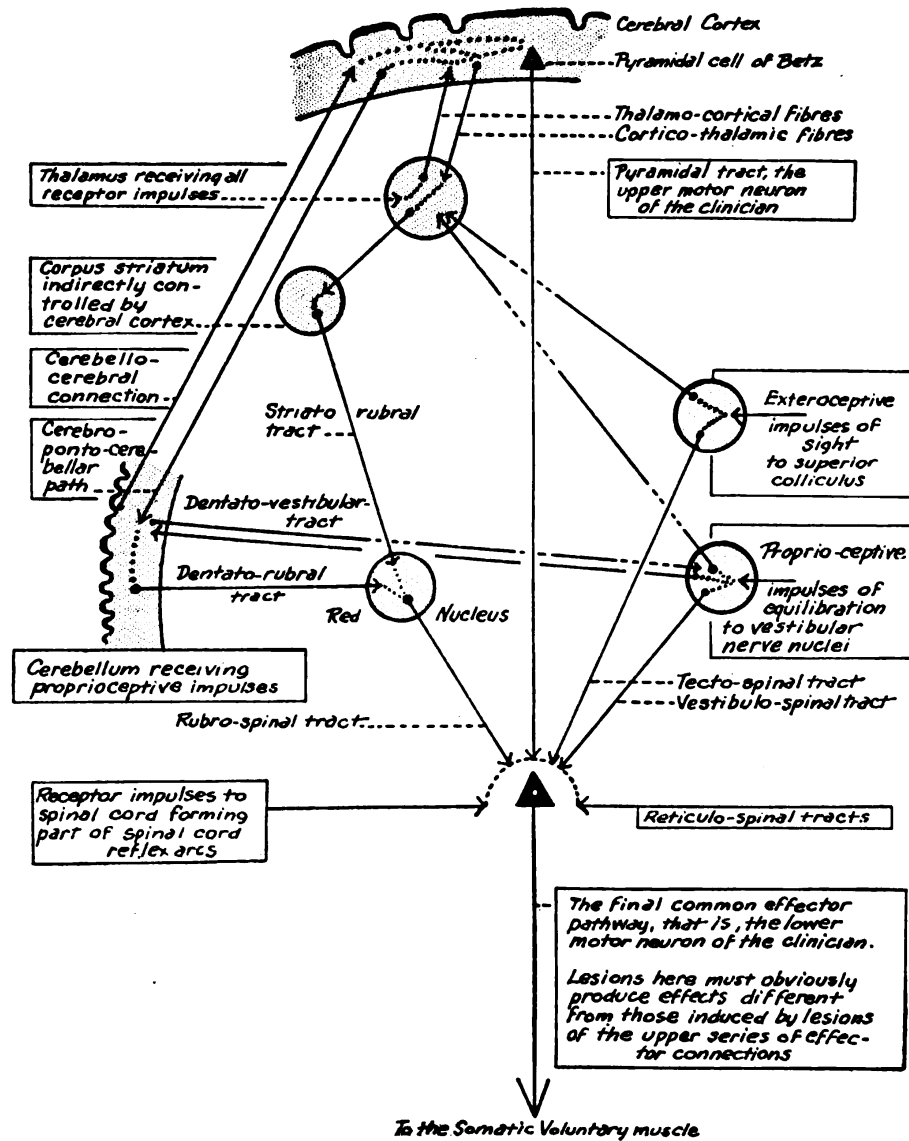 Cerebral Cortex
Pyramidal cell of Betz
Thalamo-cortical fibres
Cortico-thalamic fibres
Thalamus receiving all
receptor impulses
Pyramidal tract, the
upper motor neuron
of the clinician
Corpus striatum
indirectly con-
trolled by
cerebral cortex
Cerebello-
cerebral
connection
Cerebro-
ponto-cere-
bellar
path
Striato rubral
tract
Exteroceptive
impulses of
sight
to superior
colliculus
Dentato-vestibular-
tract
Dentato-rubral
tract
Red Nucleus
Proprio-ceptive
impulses of
equilibration
to vestibular
nerve nuclei
Cerebellum receiving
proprioceptive impulses
Tecto-spinal tract
Vestibulo-spinal tract
Rubro-spinal tract
Receptor impulses to
spinal cord forming
part of spinal cord
reflex arcs
Reticulo-spinal tracts
The final common effector
pathway, that is, the lower
motor neuron of the clinician.
Lesions here must obviously
produce effects different
from those induced by lesions
of the upper series of effec-
tor connections
To the Somatic Voluntary muscle